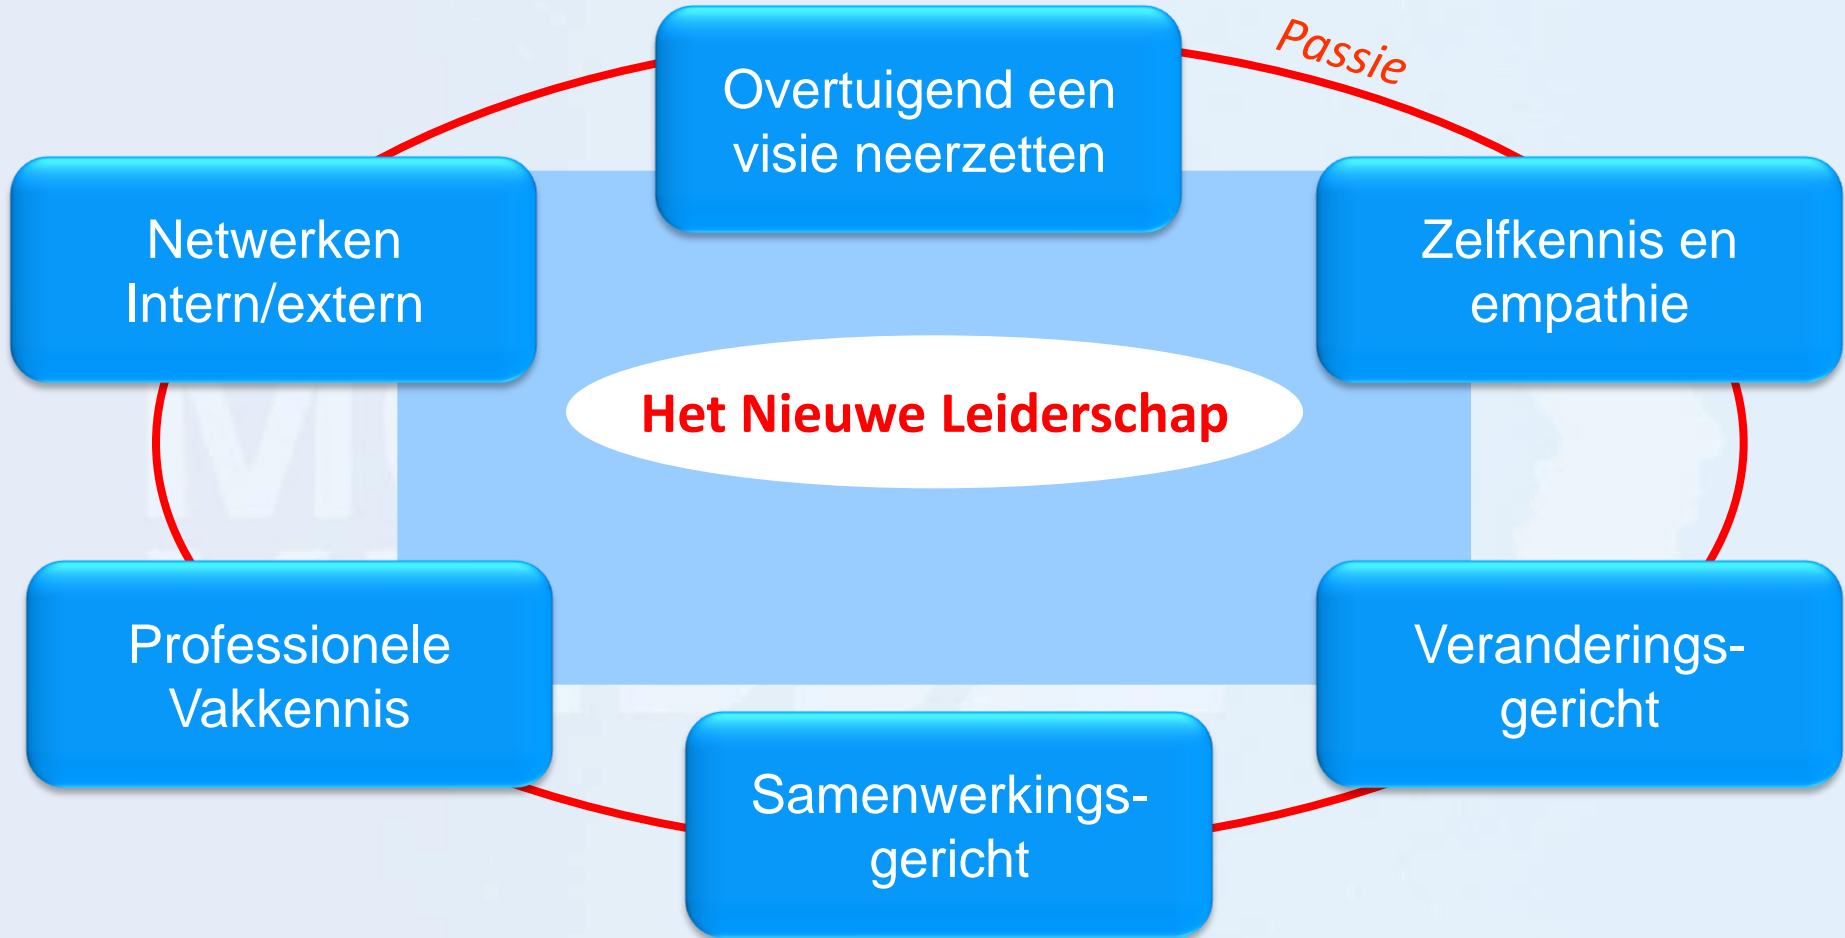 Passie
Overtuigend een
visie neerzetten
Netwerken
Intern/extern
Zelfkennis en
empathie
Het Nieuwe Leiderschap
Professionele
Vakkennis
Veranderings-
gericht
Samenwerkings-
gericht